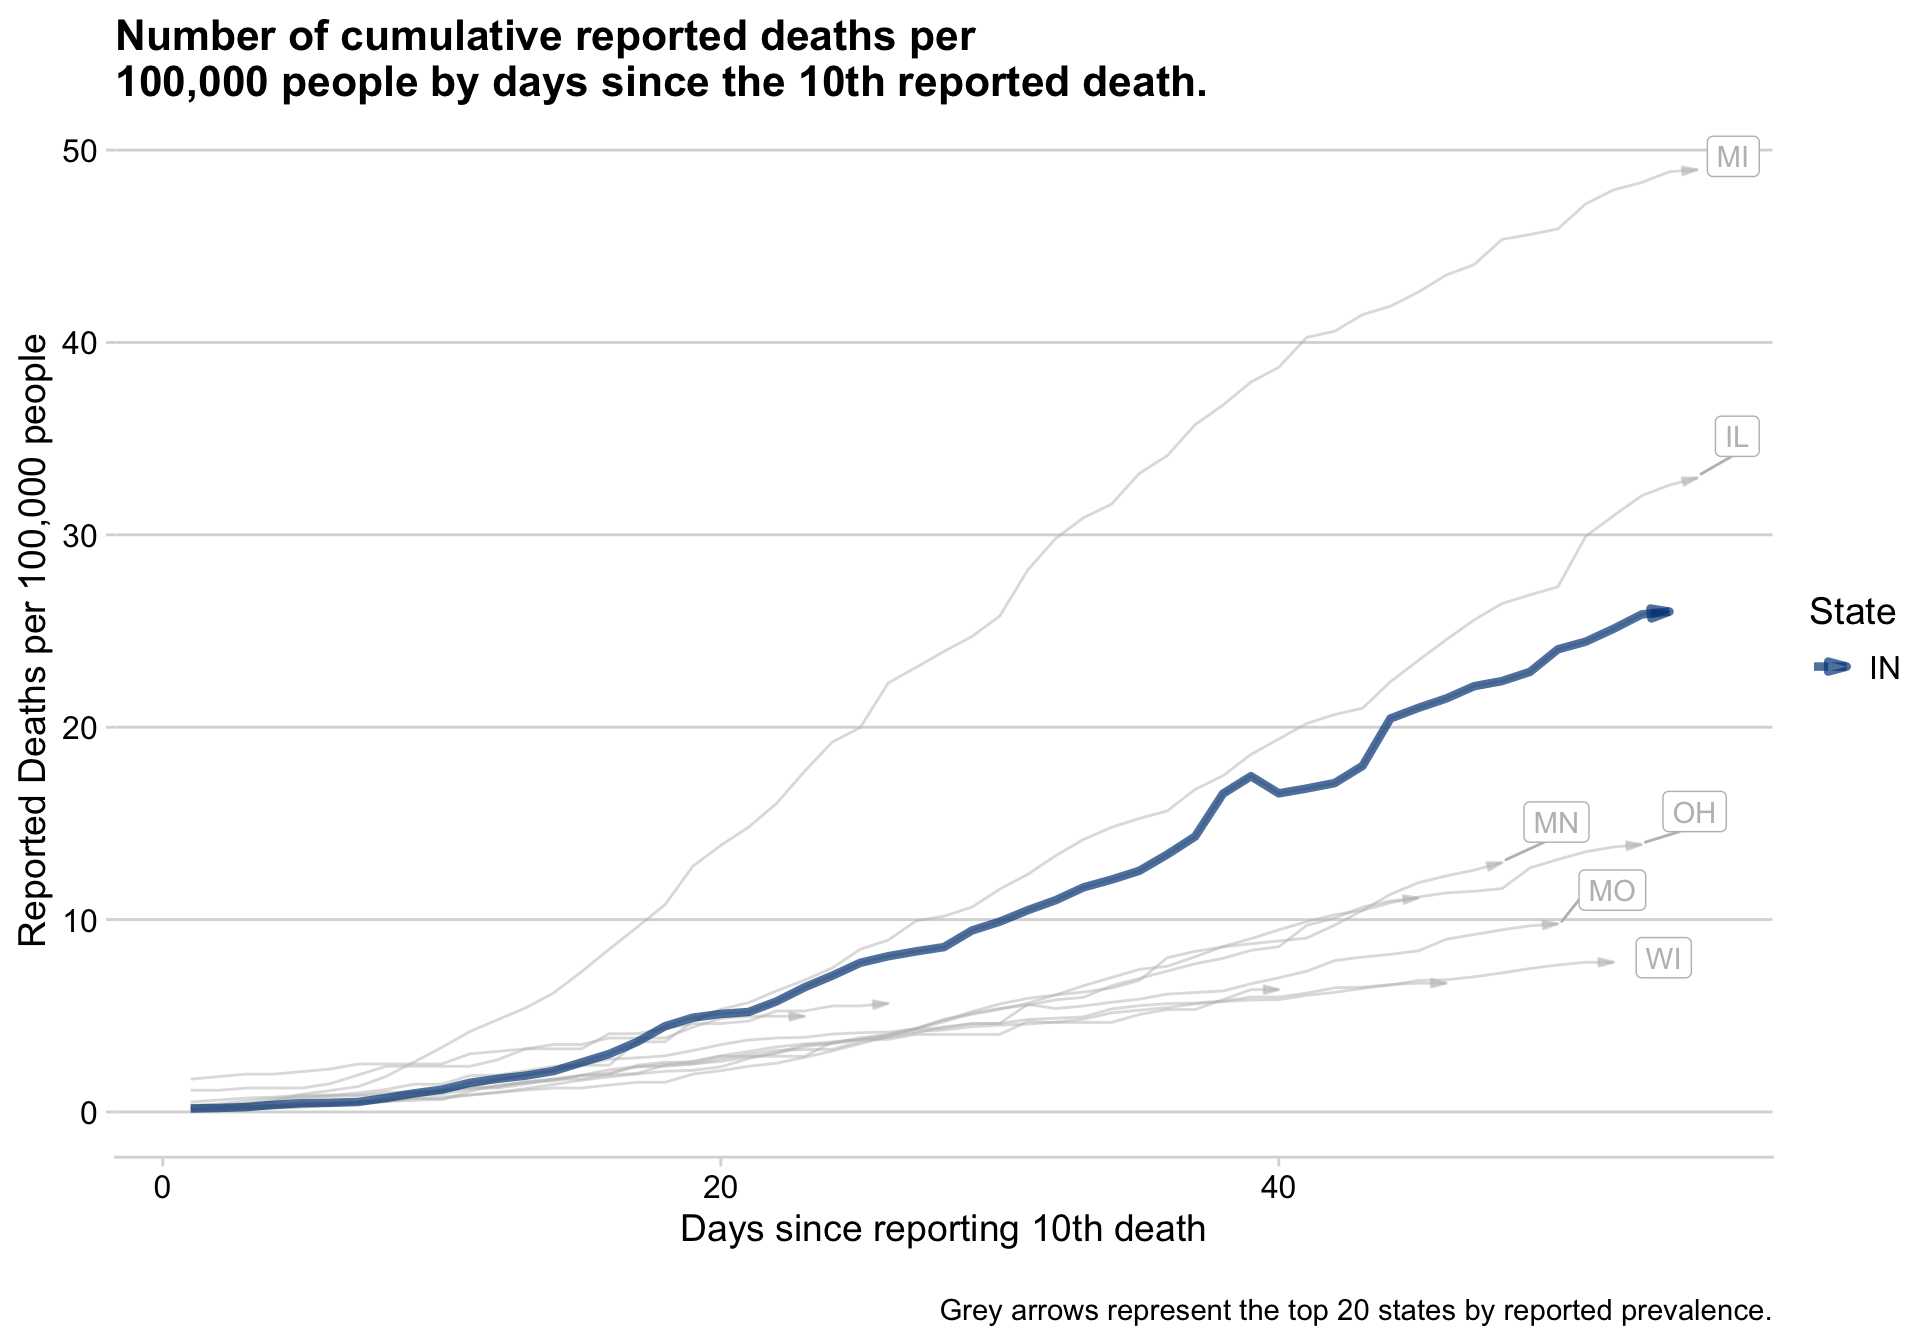 Number of cumulative reported deaths per
100,000 people by days since the 10th reported death.
50
40
30
20
10
0
Reported Deaths per 100,000 people
MI
IL
MN
OH
MO
WI
State
IN
0
20
40
Days since reporting 10th death
Grey arrows represent the top 20 states by reported prevalence.